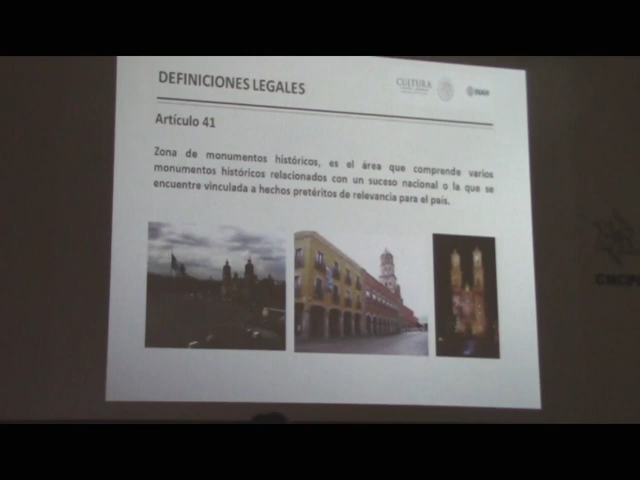 DEFINICIONES LEGALES
CULTURA
INAH
Artículo 41
Zona de monumentos históricos, es el área que comprende varios
monumentos históricos relacionados con un suceso nacional o la que se
encuentre vinculada a hechos pretéritos de relevancia para el país.